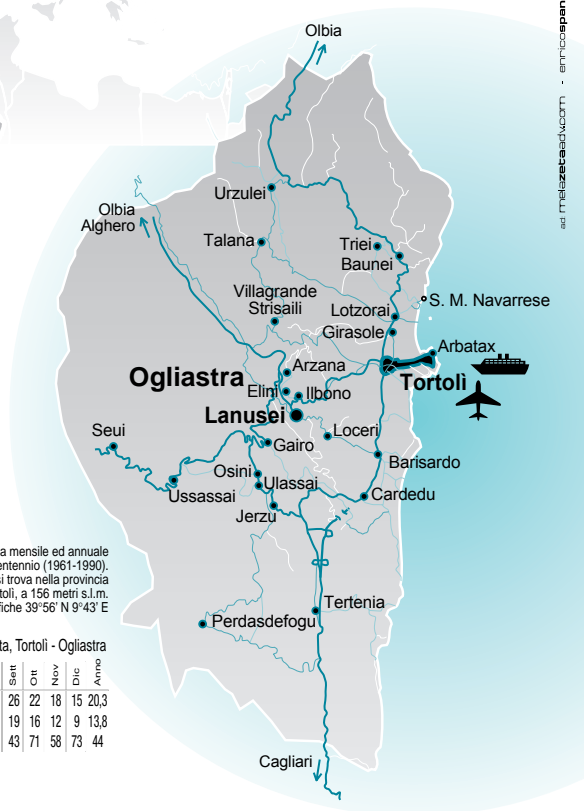 Olbia
ad melazetaadv.com - enricospan
Urzulei
Olbia
Alghero
Talana
Triei
Baunei
Villagrande
Strisaili
S. M. Navarrese
Lotzorai
Girasole
Arbatax
Arzana
Ogliastra
Tortolì
Elini
Ilbono
Lanusei
Seui
Loceri
Gairo
Barisardo
Osini
Ulassai
Ussassai
Cardedu
Jerzu
a mensile ed annuale
entennio (1961-1990).
si trova nella provincia
tolì, a 156 metri s.l.m.
fiche 39°56' N 9°43' E
Tertenia
Perdasdefogu
ta, Tortolì - Ogliastra
Sett Ott Nov Dic Anno
26 22 18 15 20,3
19 16 12 9 13,8
43 71 58 73 44
Cagliari